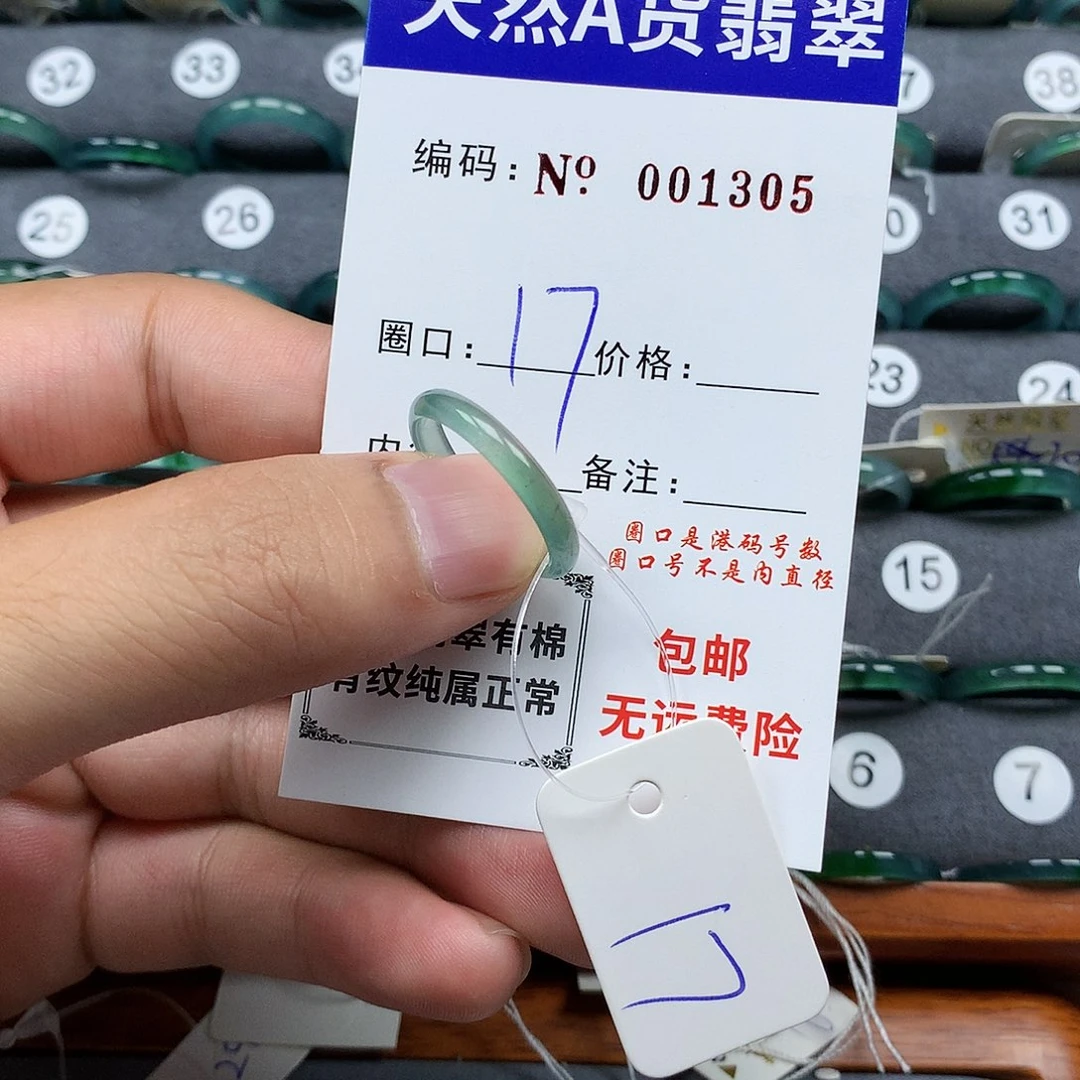 天然A货翡翠
编码: Nº 001305
圈口: 17 价格:
备注:
圈口是港码号数
圈口号不是内直径
翠有棉
有纹纯属正常
包邮
无运费险
32
33
38
25
26
31
23
24
15
6
7